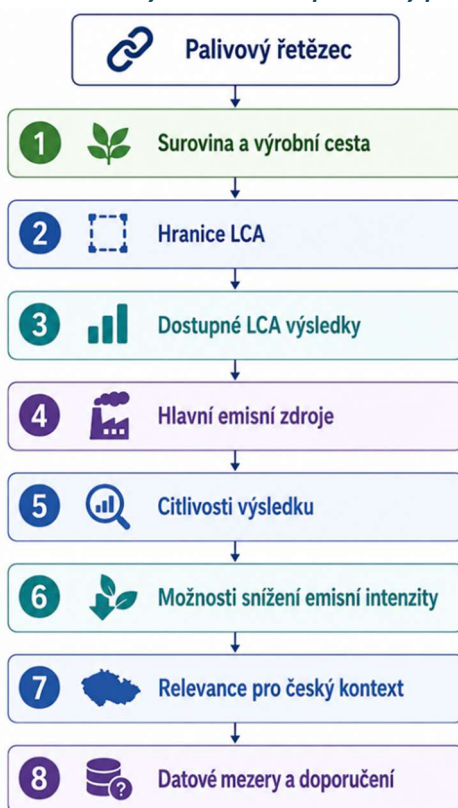 Palivový řetězec
1 Surovina a výrobní cesta
2 Hranice LCA
3 Dostupné LCA výsledky
4 Hlavní emisní zdroje
5 Citlivosti výsledku
6 Možnosti snížení emisní intenzity
7 Relevance pro český kontext
8 Datové mezery a doporučení